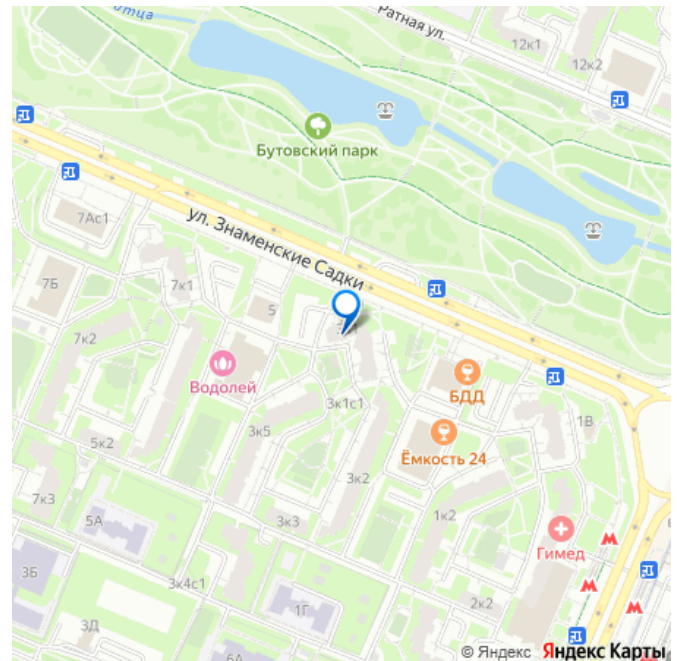 Ратная ул.
12к1
12к2
Бутовский парк
ул. Знаменские Садки
7Ас1
7Б
7к1
5
7к2
Водолей
БДД
3к1с1
1В
3к5
Ёмкость 24
5к2
3к2
7к3
5А
3к3
1к2
Гимед
3Б
3к4с1
1Г
2к2
3Д
6А
© Яндекс Яндекс Карты